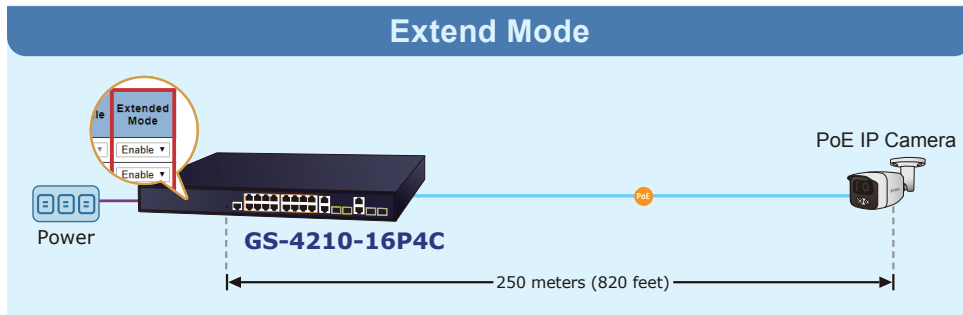 Extend Mode
le
Extended
Mode
Enable
Enable
PoE IP Camera
PoE
Power
GS-4210-16P4C
250 meters (820 feet)